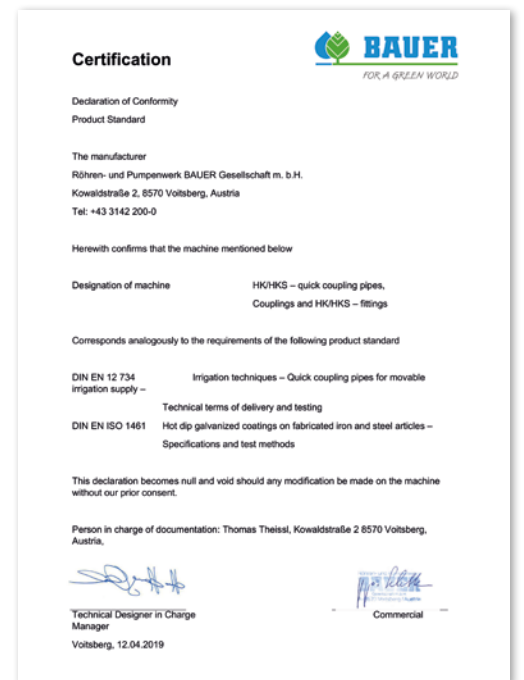 Certification
BAUER
FOR A GREEN WORLD
Declaration of Conformity
Product Standard
The manufacturer
Röhren- und Pumpenwerk BAUER Gesellschaft m. b.H.
Kowaldstraße 2, 8570 Voitsberg, Austria
Tel: +43 3142 200-0
Herewith confirms that the machine mentioned below
Designation of machine HK/HKS – quick coupling pipes,
Couplings and HK/HKS – fittings
Corresponds analogously to the requirements of the following product standard
DIN EN 12 734 Irrigation techniques – Quick coupling pipes for movable
irrigation supply –
Technical terms of delivery and testing
DIN EN ISO 1461 Hot dip galvanized coatings on fabricated iron and steel articles –
Specifications and test methods
This declaration becomes null and void should any modification be made on the machine
without our prior consent.
Person in charge of documentation: Thomas Theissl, Kowaldstraße 2 8570 Voitsberg,
Austria,
Technical Designer in Charge Commercial
Manager
Voitsberg, 12.04.2019